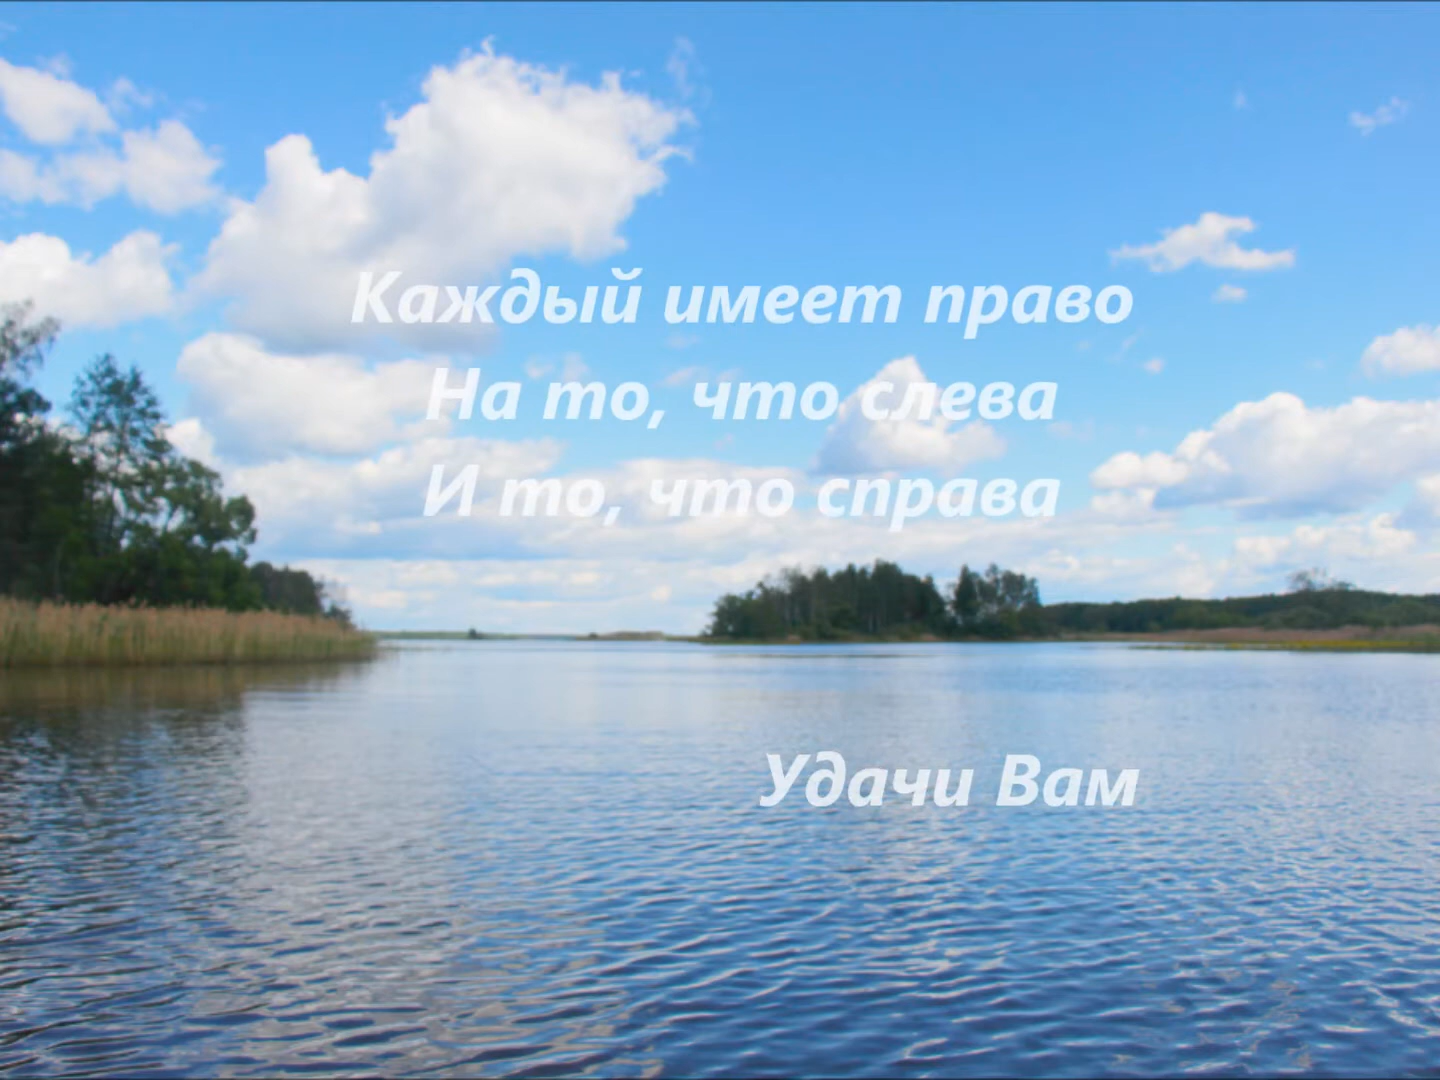 Каждый имеет право
На то, что слева
И то, что справа
Удачи Вам